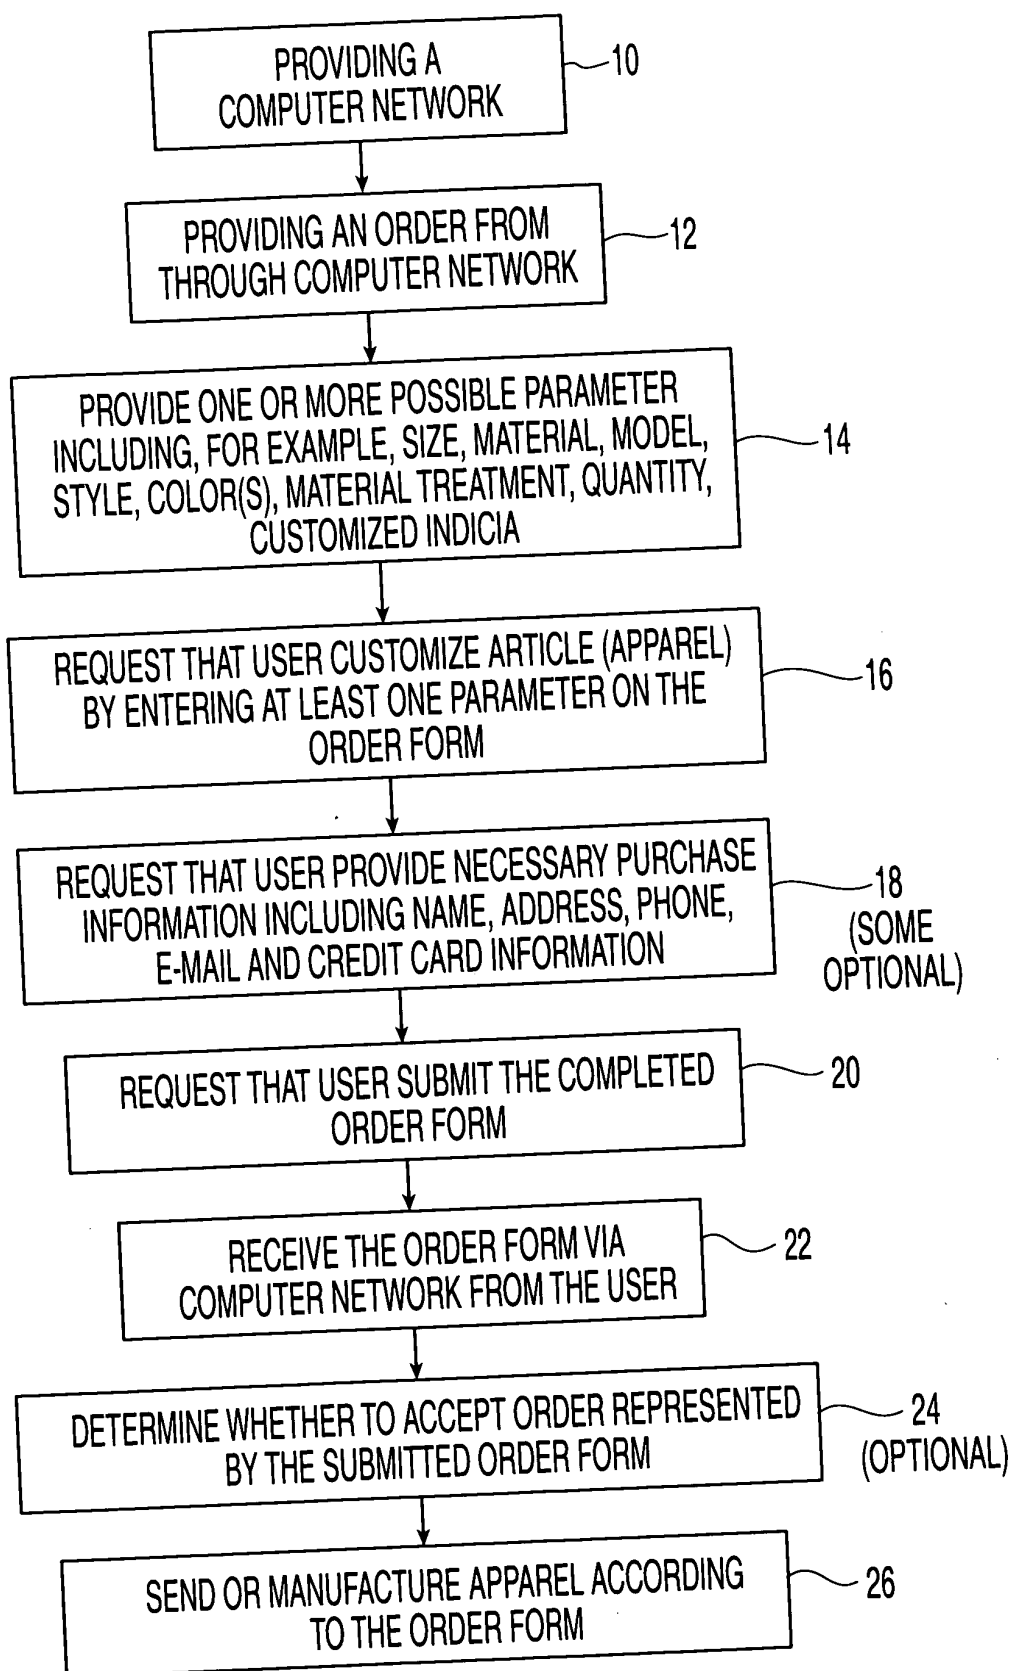 PROVIDING A
COMPUTER NETWORK
10
PROVIDING AN ORDER FROM
THROUGH COMPUTER NETWORK
12
PROVIDE ONE OR MORE POSSIBLE PARAMETER
INCLUDING, FOR EXAMPLE, SIZE, MATERIAL, MODEL,
STYLE, COLOR(S), MATERIAL TREATMENT, QUANTITY,
CUSTOMIZED INDICIA
14
REQUEST THAT USER CUSTOMIZE ARTICLE (APPAREL)
BY ENTERING AT LEAST ONE PARAMETER ON THE
ORDER FORM
16
REQUEST THAT USER PROVIDE NECESSARY PURCHASE
INFORMATION INCLUDING NAME, ADDRESS, PHONE,
E-MAIL AND CREDIT CARD INFORMATION
18
(SOME
OPTIONAL)
REQUEST THAT USER SUBMIT THE COMPLETED
ORDER FORM
20
RECEIVE THE ORDER FORM VIA
COMPUTER NETWORK FROM THE USER
22
DETERMINE WHETHER TO ACCEPT ORDER REPRESENTED
BY THE SUBMITTED ORDER FORM
24
(OPTIONAL)
SEND OR MANUFACTURE APPAREL ACCORDING
TO THE ORDER FORM
26